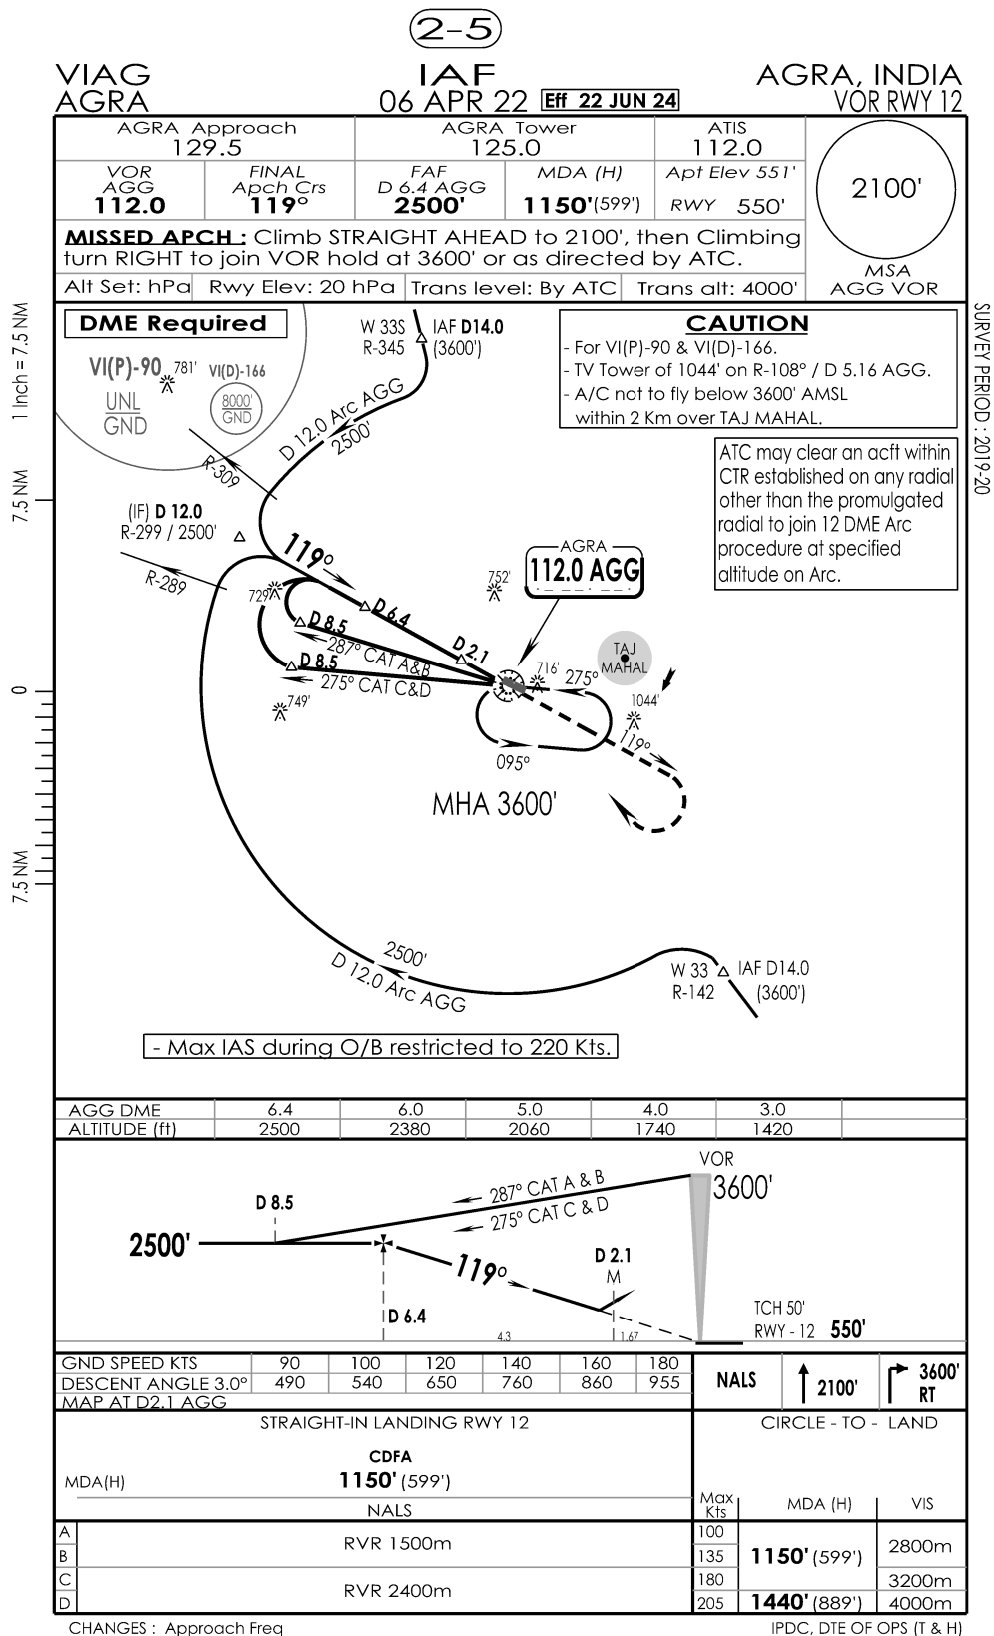 2-5
VIAG IAF AGRA, INDIA
AGRA 06 APR 22 Eff 22 JUN 24 VOR RWY 12
AGRA Approach
129.5
AGRA Tower
125.0
ATIS
112.0
VOR
AGG
112.0
FINAL
Apch Crs
119°
FAF
D 6.4 AGG
2500'
MDA (H)
1150'(599')
Apt Elev 551'
RWY 550'
2100'
MSA
AGG VOR
MISSED APCH : Climb STRAIGHT AHEAD to 2100', then Climbing
turn RIGHT to join VOR hold at 3600' or as directed by ATC.
Alt Set: hPa Rwy Elev: 20 hPa Trans level: By ATC Trans alt: 4000'
DME Required
VI(P)-90
UNL
GND
781'
VI(D)-166
8000'
GND
W 33S
R-345
IAF D14.0
(3600')
CAUTION
- For VI(P)-90 & VI(D)-166.
- TV Tower of 1044' on R-108° / D 5.16 AGG.
- A/C nct to fly below 3600' AMSL
within 2 Km over TAJ MAHAL.
ATC may clear an acft within
CTR established on any radial
other than the promulgated
radial to join 12 DME Arc
procedure at specified
altitude on Arc.
1 Inch = 7.5 NM
7.5 NM
0
7.5 NM
SURVEY PERIOD : 2019-20
D 12.0 Arc AGG
2500'
R-309
(IF) D 12.0
R-299 / 2500'
R-289
119°
AGRA
112.0 AGG
752'
729'
D 6.4
D 8.5
287° CAT A&B
D 2.1
D 8.5
275° CAT C&D
749'
716'
275°
TAJ
MAHAL
1044'
119°
095°
MHA 3600'
2500'
D 12.0 Arc AGG
W 33
R-142
IAF D14.0
(3600')
- Max IAS during O/B restricted to 220 Kts.
AGG DME 6.4 6.0 5.0 4.0 3.0
ALTITUDE (ft) 2500 2380 2060 1740 1420
VOR
3600'
287° CAT A & B
275° CAT C & D
D 8.5
2500'
119°
D 2.1
M
D 6.4
4.3
1.67
TCH 50'
RWY - 12 550'
GND SPEED KTS 90 100 120 140 160 180
DESCENT ANGLE 3.0° 490 540 650 760 860 955
MAP AT D2.1 AGG
NALS
2100'
3600'
RT
STRAIGHT-IN LANDING RWY 12
CDFA
MDA(H) 1150' (599')
NALS
A
B
RVR 1500m
C
D
RVR 2400m
CIRCLE - TO - LAND
Max
Kts
MDA (H) VIS
100
135
1150' (599')
2800m
180 3200m
205 1440' (889') 4000m
CHANGES : Approach Freq IPDC, DTE OF OPS (T & H)